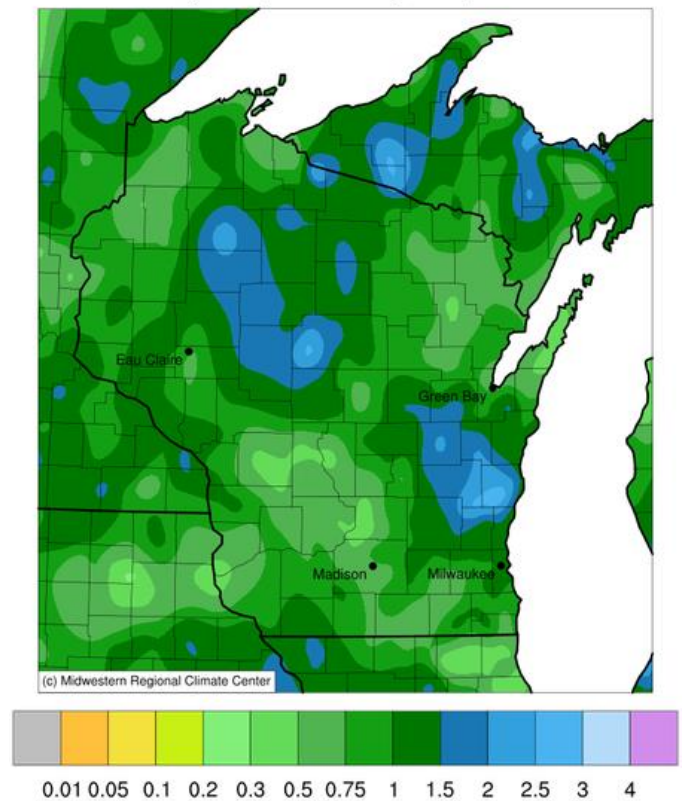 Eau Claire
Green Bay
Madison
Milwaukee
(c) Midwestern Regional Climate Center
0.01 0.05 0.1 0.2 0.3 0.5 0.75 1 1.5 2 2.5 3 4